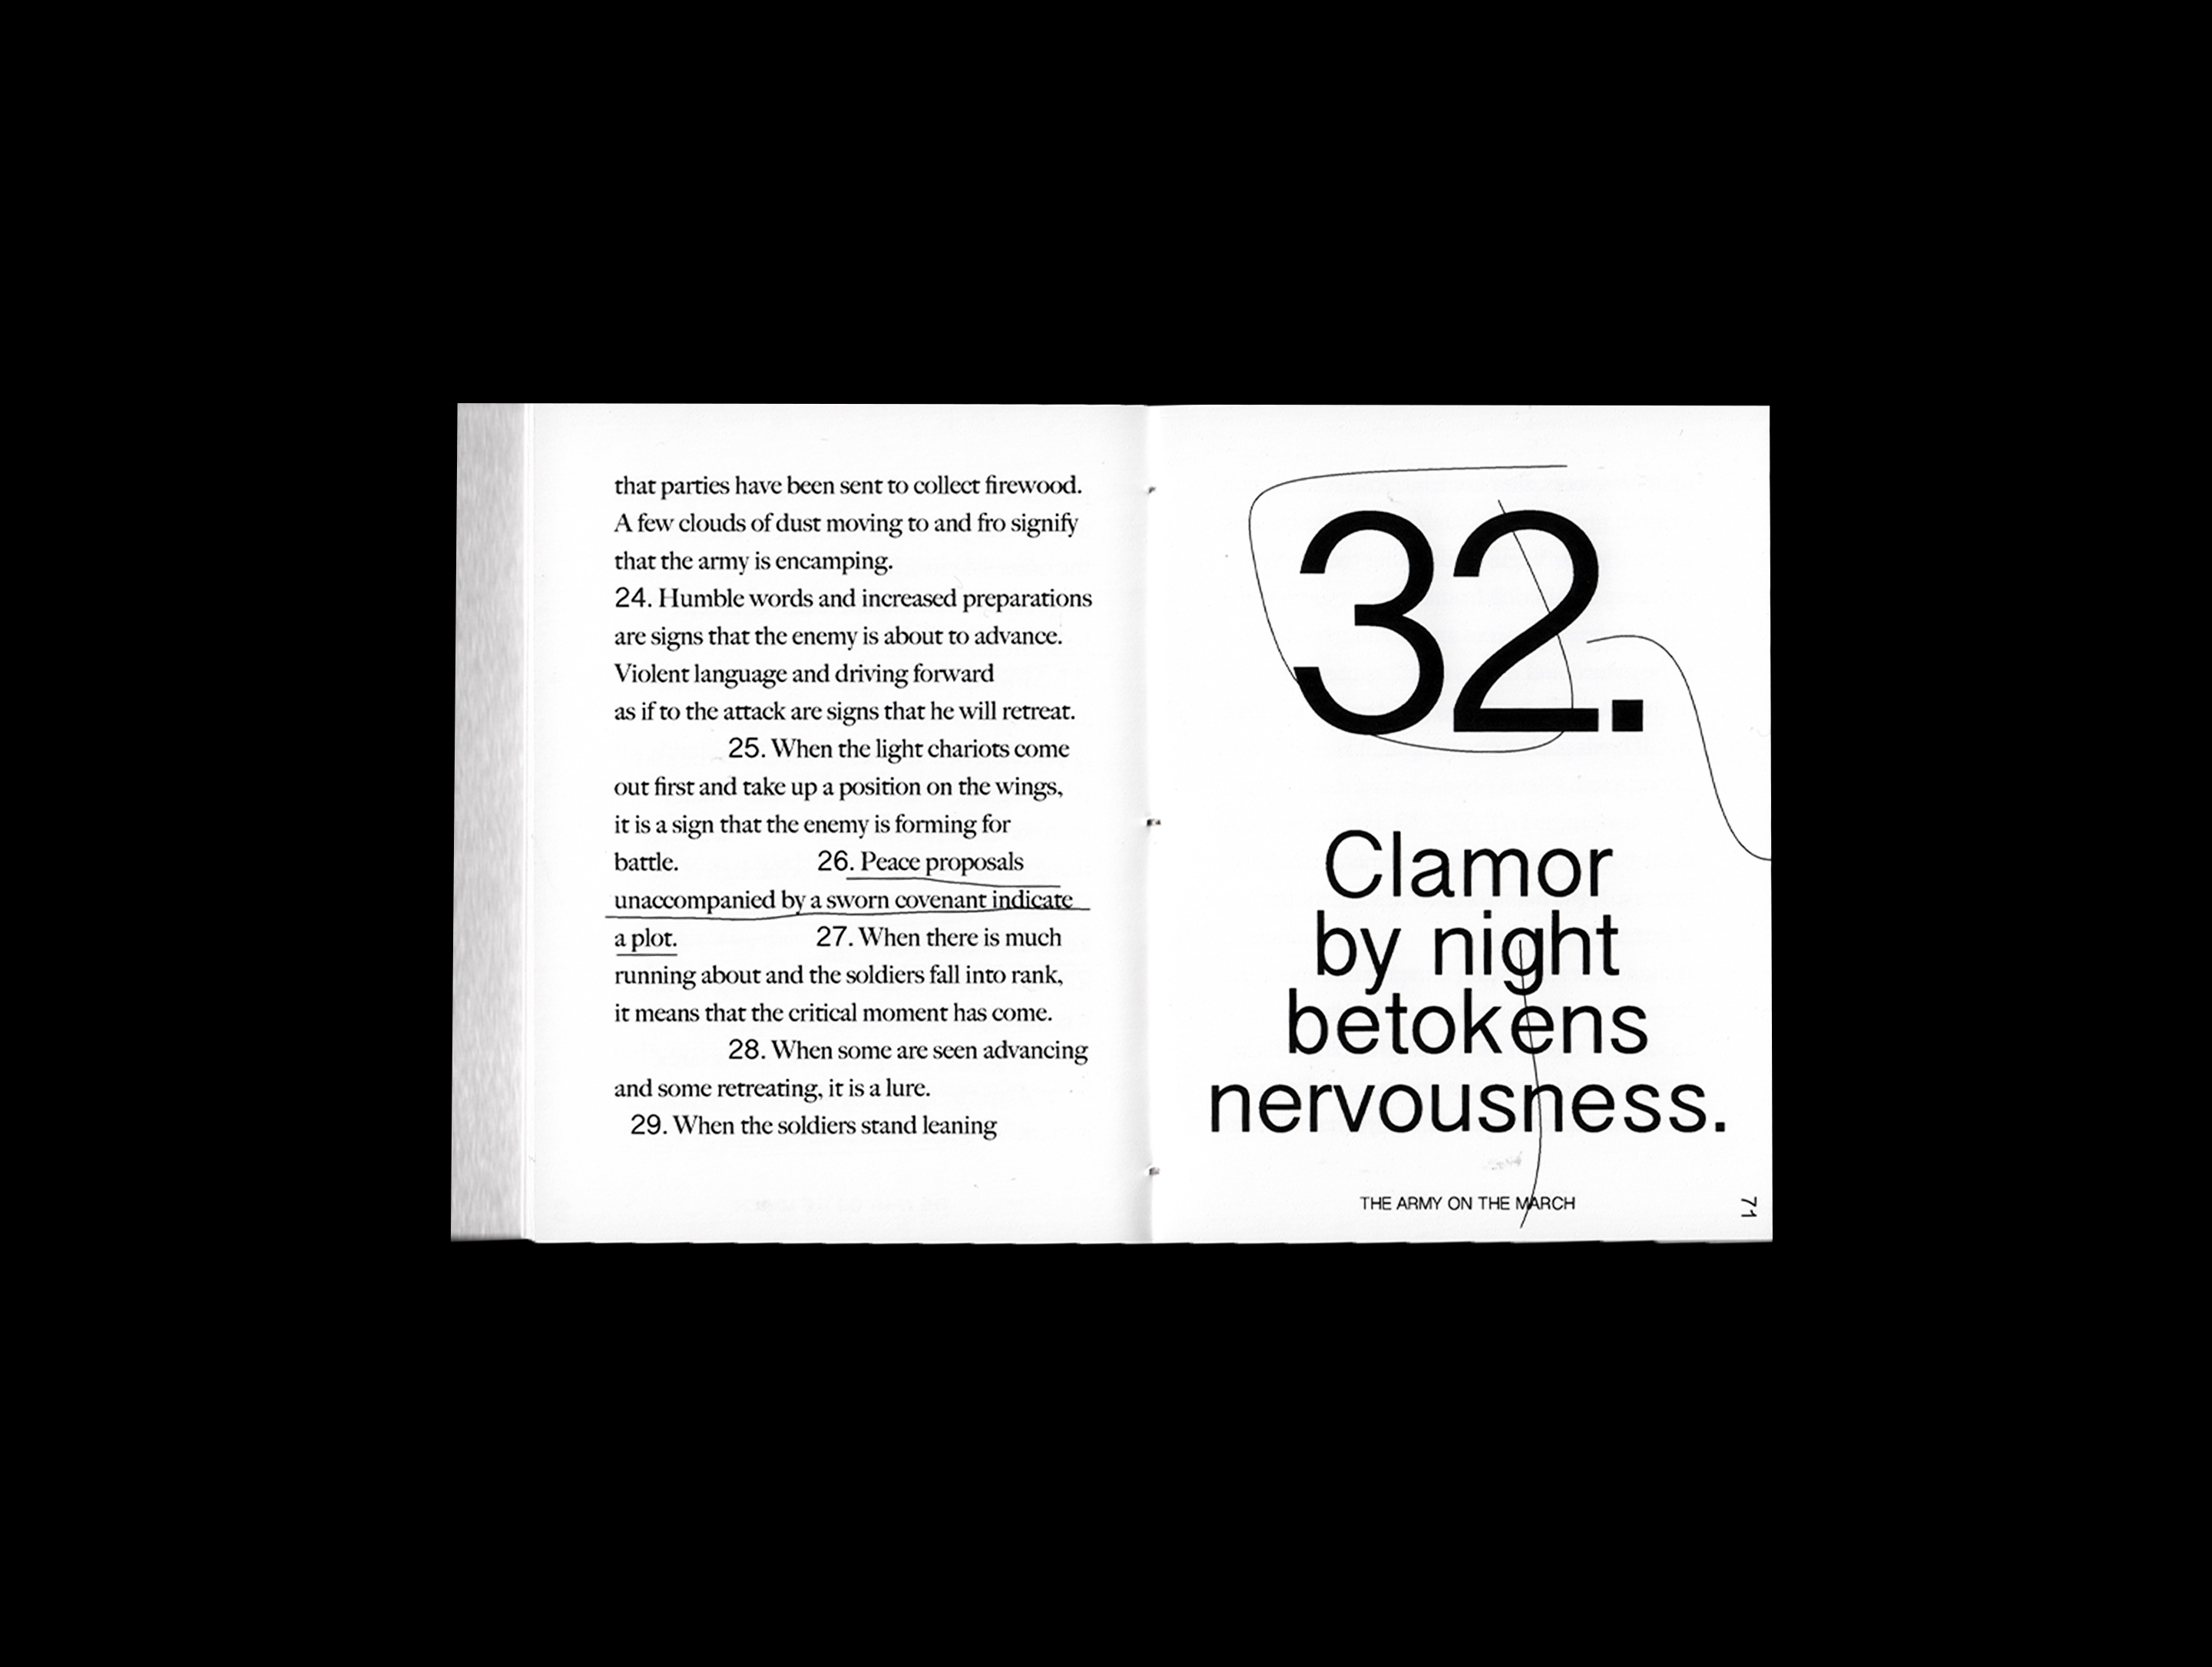 that parties have been sent to collect firewood.
A few clouds of dust moving to and fro signify
that the army is encamping.
24. Humble words and increased preparations
are signs that the enemy is about to advance.
Violent language and driving forward
as if to the attack are signs that he will retreat.
25. When the light chariots come
out first and take up a position on the wings,
it is a sign that the enemy is forming for
battle. 26. Peace proposals
unaccompanied by a sworn covenant indicate
a plot. 27. When there is much
running about and the soldiers fall into rank,
it means that the critical moment has come.
28. When some are seen advancing
and some retreating, it is a lure.
29. When the soldiers stand leaning
32.
Clamor
by night
betokens
nervousness.
THE ARMY ON THE MARCH
71